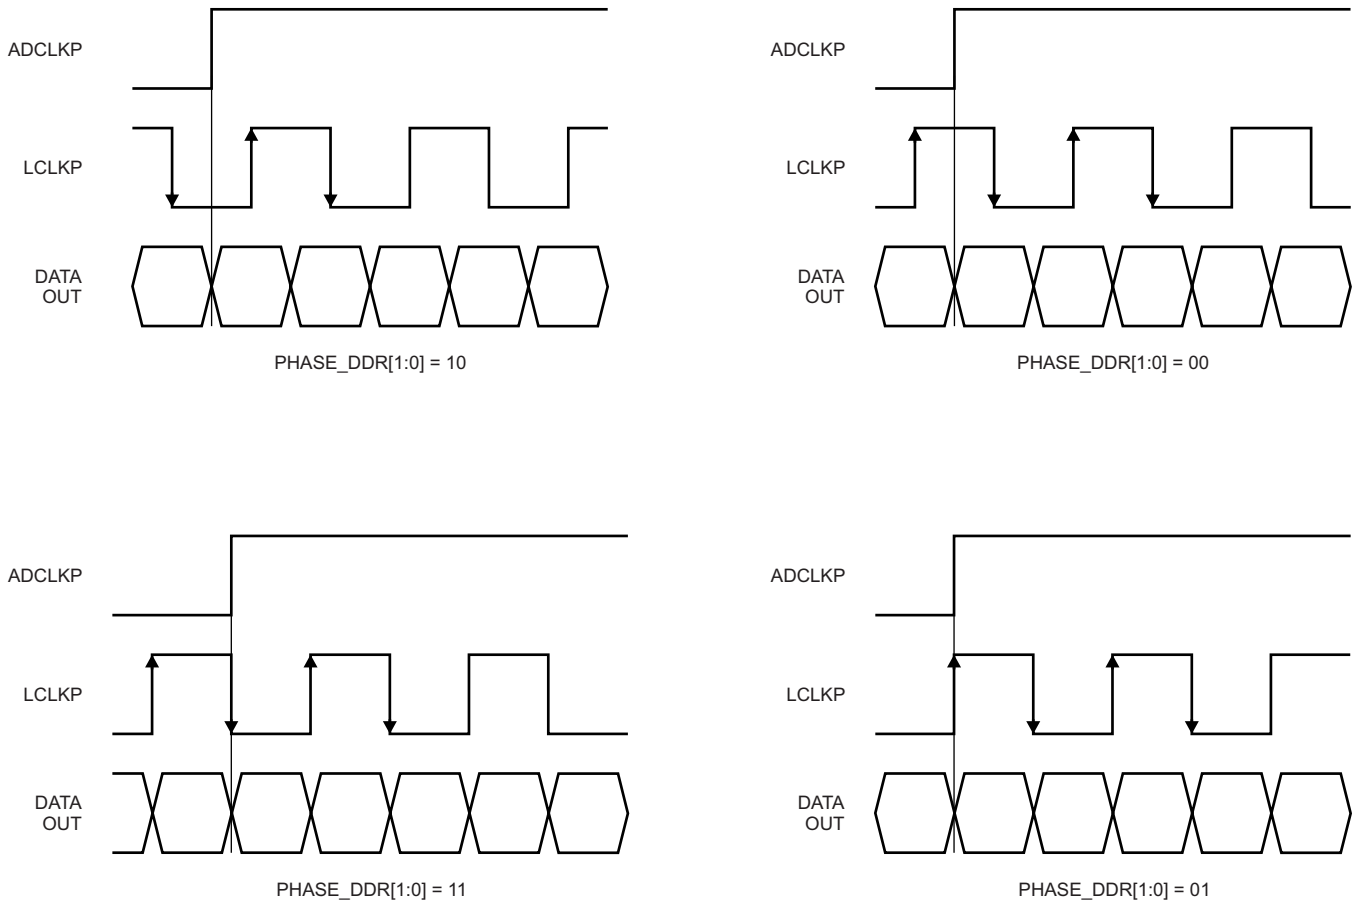 ADCLKP
LCLKP
DATA
OUT
PHASE_DDR[1:0] = 10
ADCLKP
LCLKP
DATA
OUT
PHASE_DDR[1:0] = 00
ADCLKP
LCLKP
DATA
OUT
PHASE_DDR[1:0] = 11
ADCLKP
LCLKP
DATA
OUT
PHASE_DDR[1:0] = 01